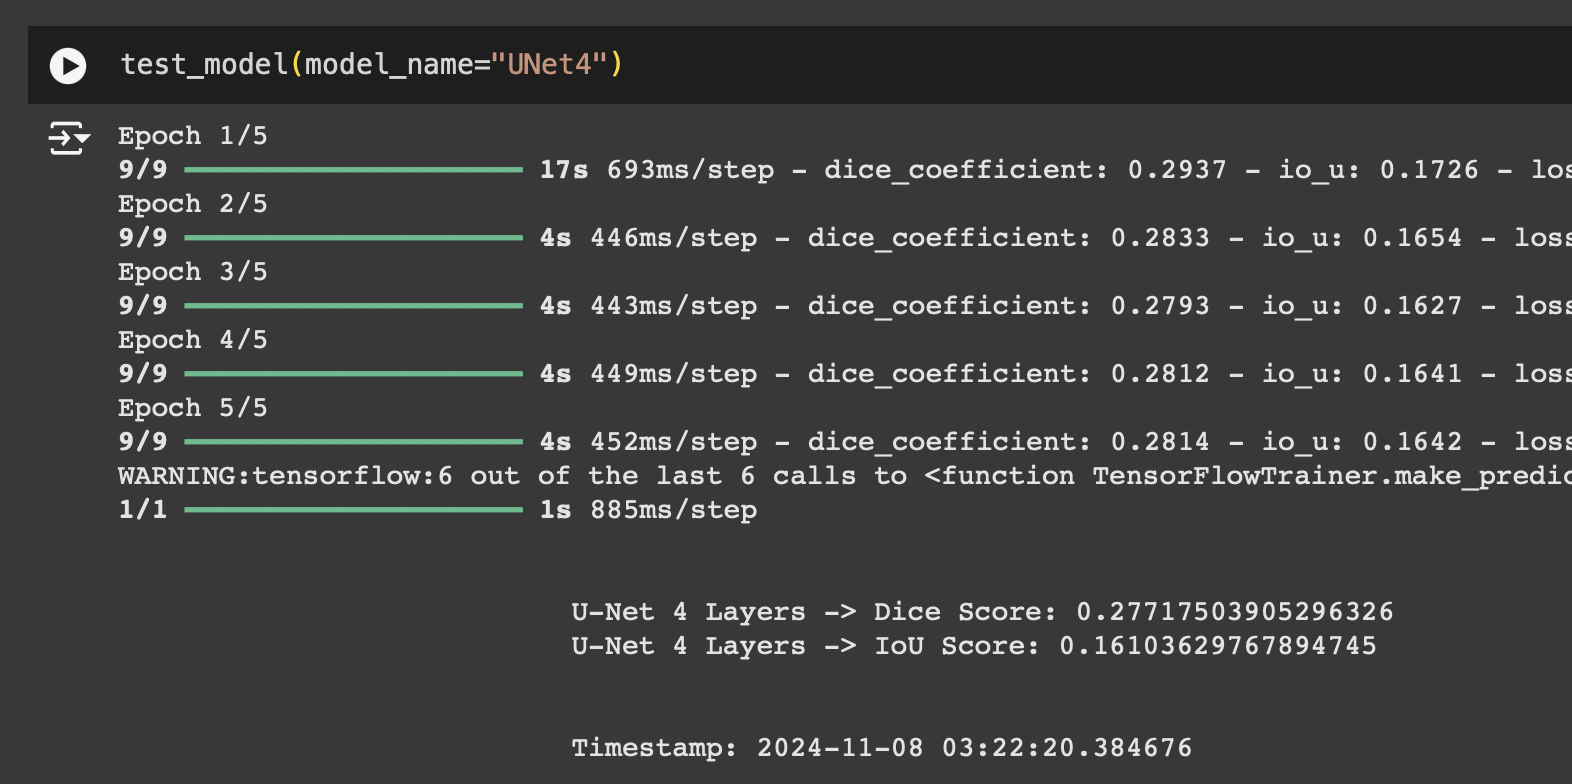 test_model(model_name="UNet4")
Epoch 1/5
9/9 17s 693ms/step - dice_coefficient: 0.2937 - io_u: 0.1726 - los
Epoch 2/5
9/9 4s 446ms/step - dice_coefficient: 0.2833 - io_u: 0.1654 - loss
Epoch 3/5
9/9 4s 443ms/step - dice_coefficient: 0.2793 - io_u: 0.1627 - loss
Epoch 4/5
9/9 4s 449ms/step - dice_coefficient: 0.2812 - io_u: 0.1641 - loss
Epoch 5/5
9/9 4s 452ms/step - dice_coefficient: 0.2814 - io_u: 0.1642 - loss
WARNING:tensorflow:6 out of the last 6 calls to <function TensorFlowTrainer.make_predic
1/1 1s 885ms/step
U-Net 4 Layers -> Dice Score: 0.27717503905296326
U-Net 4 Layers -> IoU Score: 0.16103629767894745
Timestamp: 2024-11-08 03:22:20.384676